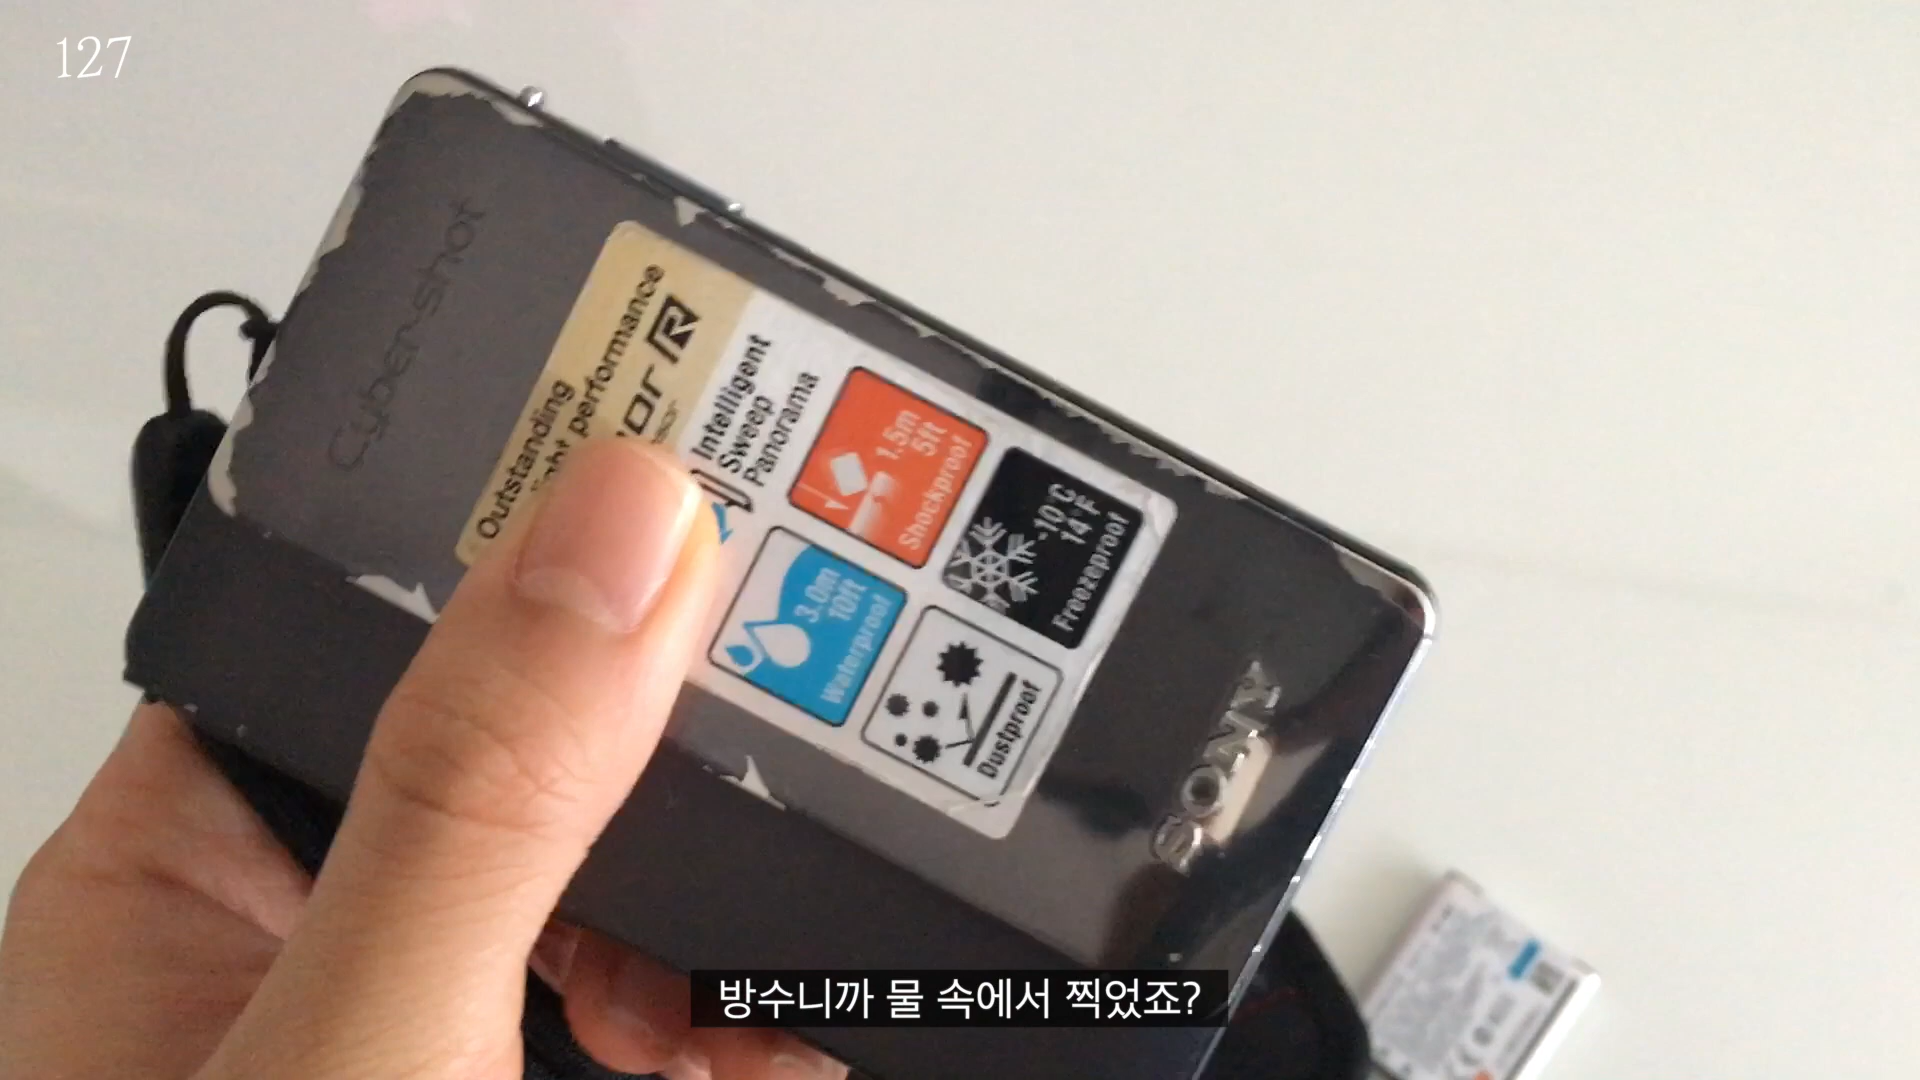 127
Cyber-shot
Outstanding
light performance
R
Intelligent
Sweep
Panorama
1.5m
5ft
Shockproof
-10°C
14°F
Freezeproof
3.0m
10ft
Waterproof
Dustproof
SONY
방수니까 물 속에서 찍었죠?